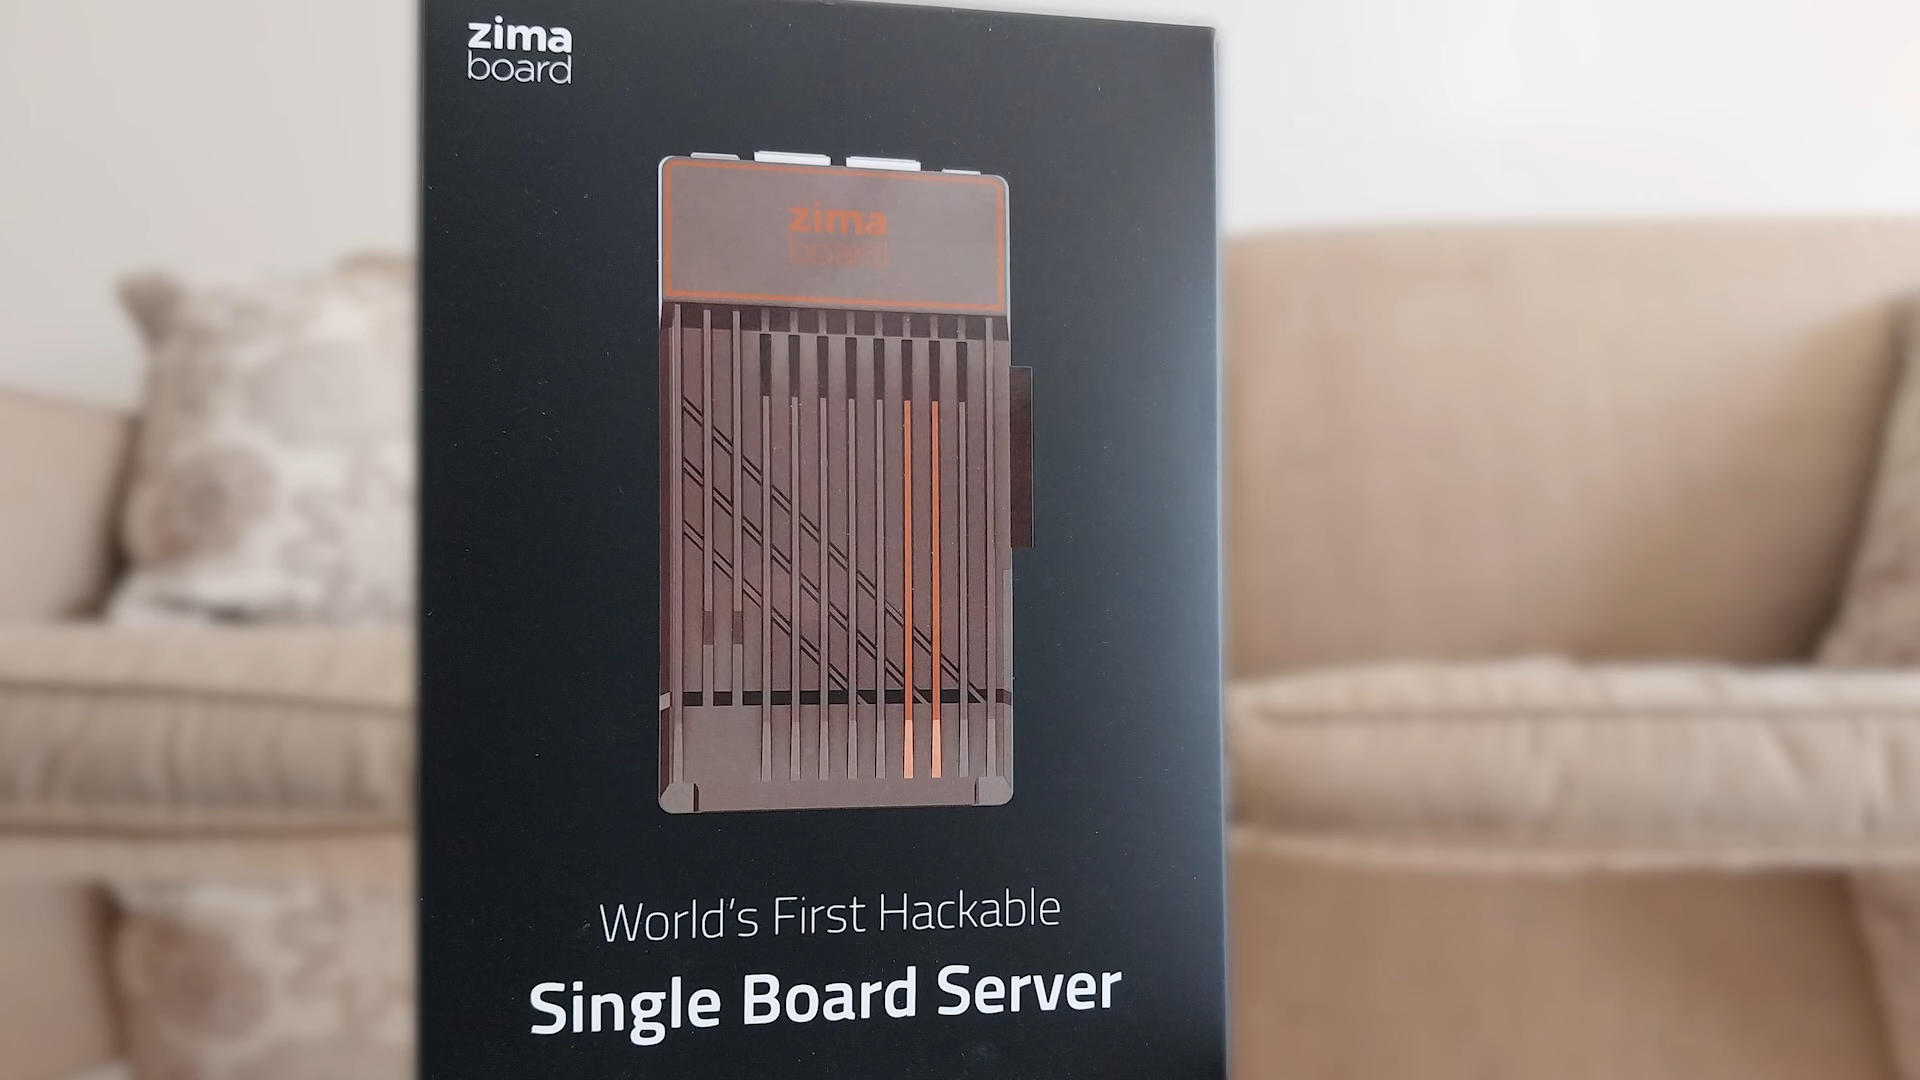 zima
board
zima
board
World's First Hackable
Single Board Server